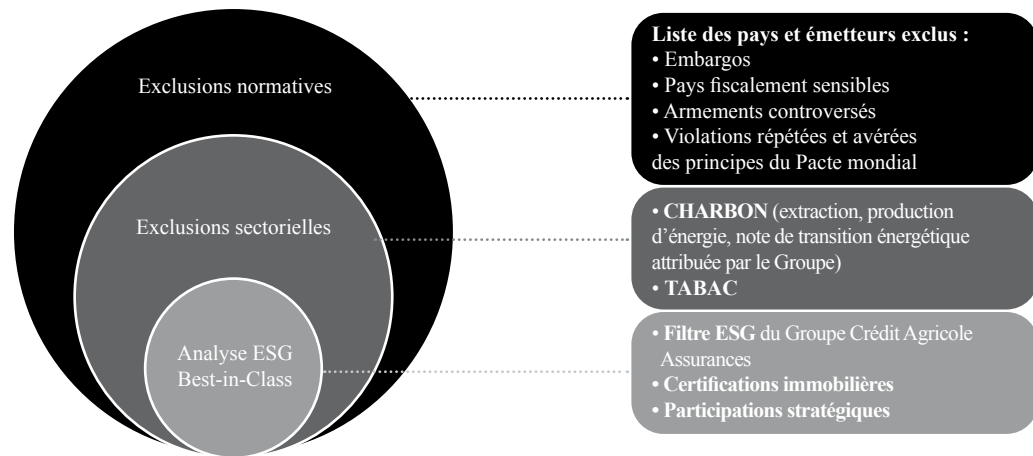 Exclusions normatives
Liste des pays et émetteurs exclus :
• Embargos
• Pays fiscalement sensibles
• Armements controversés
• Violations répétées et avérées
des principes du Pacte mondial
Exclusions sectorielles
• CHARBON (extraction, production
d’énergie, note de transition énergétique
attribuée par le Groupe)
• TABAC
Analyse ESG
Best-in-Class
• Filtre ESG du Groupe Crédit Agricole
Assurances
• Certifications immobilières
• Participations stratégiques